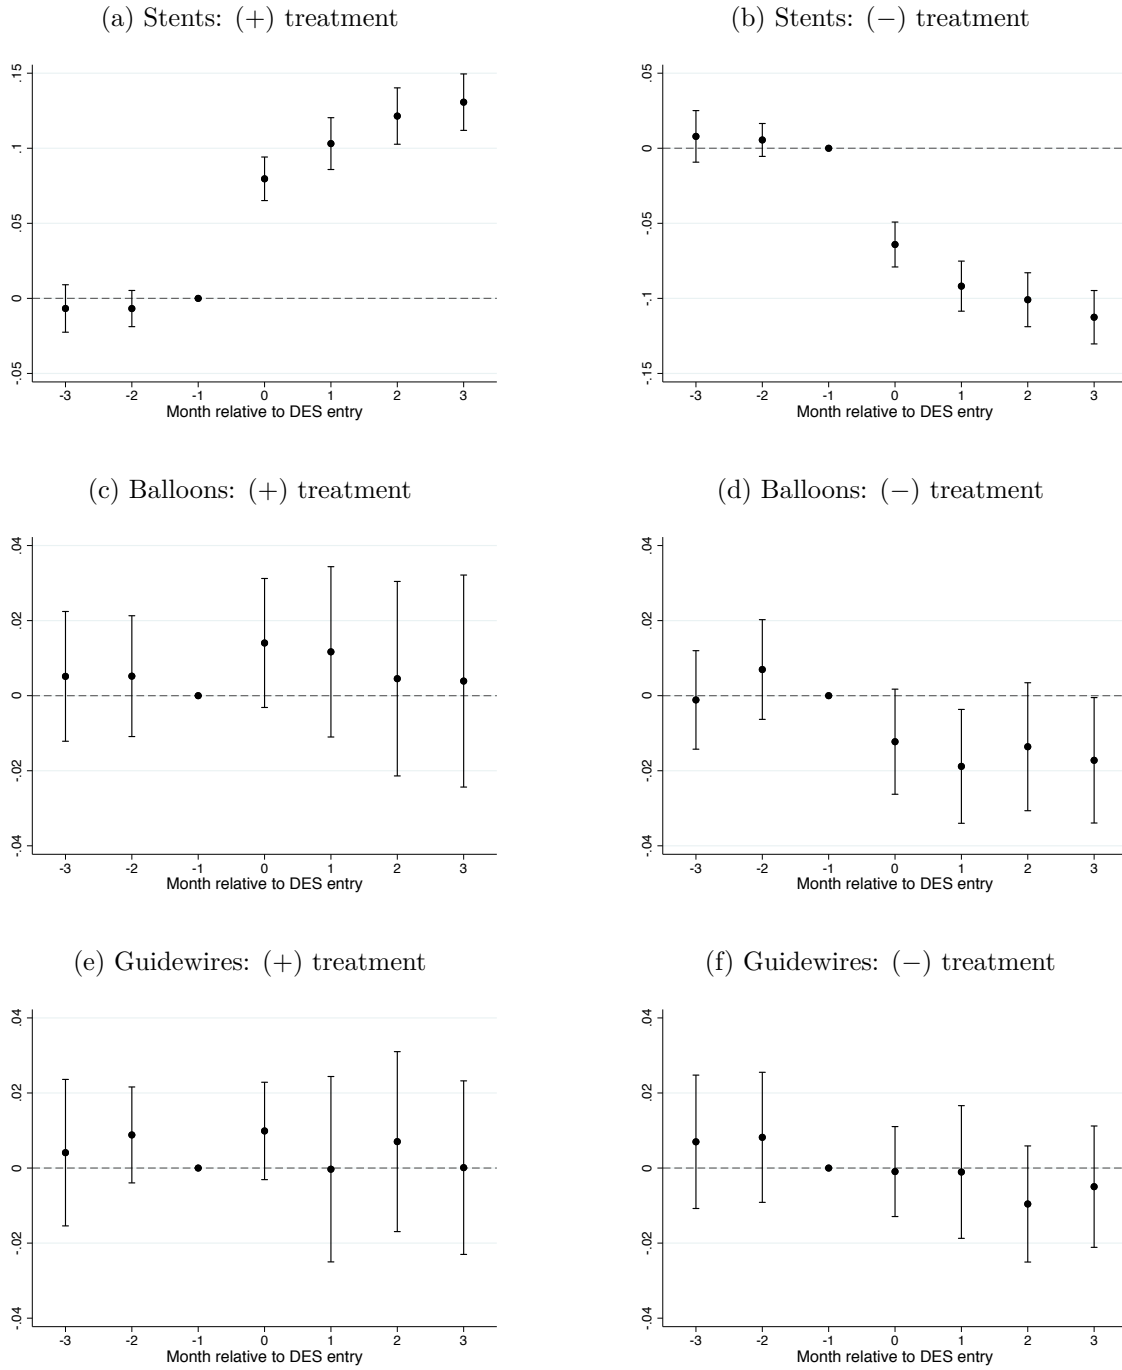 (a) Stents: (+) treatment
.15
.1
.05
0
-.05
-3 -2 -1 0 1 2 3
Month relative to DES entry
(b) Stents: (−) treatment
.05
0
-.05
-.1
-.15
-3 -2 -1 0 1 2 3
Month relative to DES entry
(c) Balloons: (+) treatment
.04
.02
0
-.02
-.04
-3 -2 -1 0 1 2 3
Month relative to DES entry
(d) Balloons: (−) treatment
.04
.02
0
-.02
-.04
-3 -2 -1 0 1 2 3
Month relative to DES entry
(e) Guidewires: (+) treatment
.04
.02
0
-.02
-.04
-3 -2 -1 0 1 2 3
Month relative to DES entry
(f) Guidewires: (−) treatment
.04
.02
0
-.02
-.04
-3 -2 -1 0 1 2 3
Month relative to DES entry